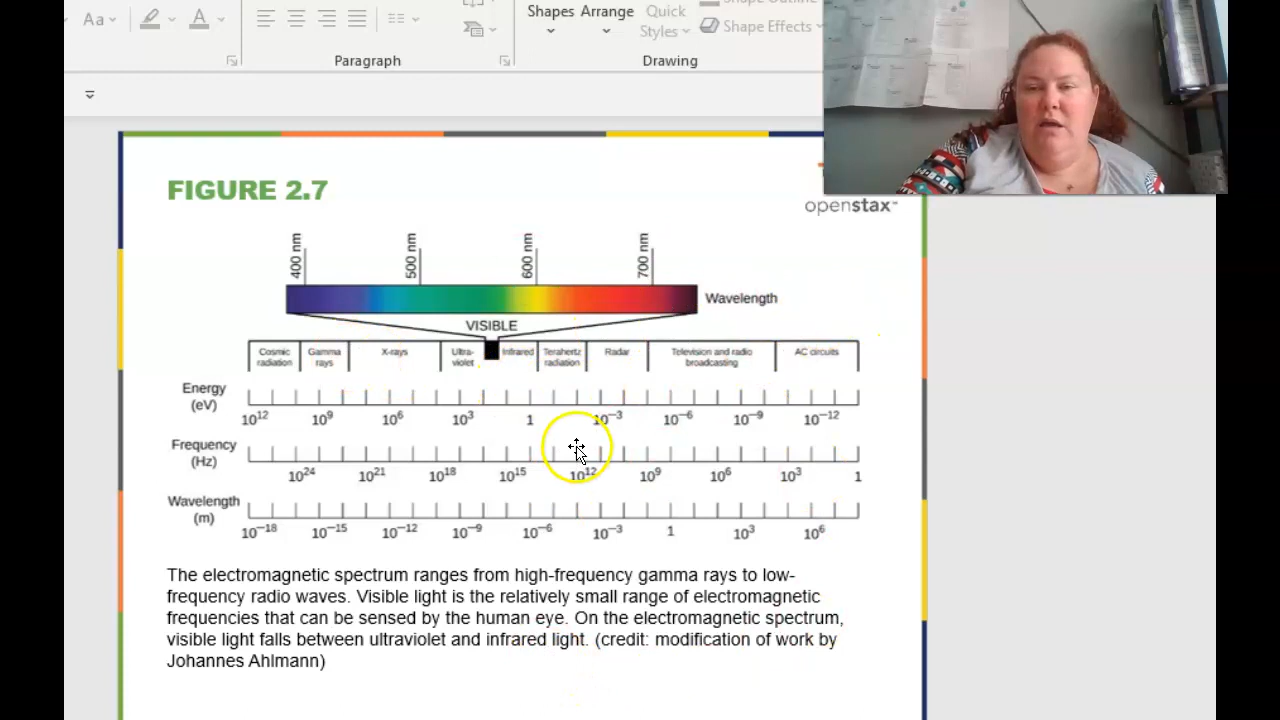 Aa
Shapes Arrange Quick
Styles
Shape Effects
Paragraph
Drawing
FIGURE 2.7
openstax
400 nm
500 nm
600 nm
700 nm
Wavelength
VISIBLE
Cosmic radiation
Gamma rays
X-rays
Ultra-violet
Infrared
Terahertz radiation
Radar
Television and radio broadcasting
AC circuits
Energy (eV)
10¹² 10⁹ 10⁶ 10³ 1 10⁻³ 10⁻⁶ 10⁻⁹ 10⁻¹²
Frequency (Hz)
10²⁴ 10²¹ 10¹⁸ 10¹⁵ 10¹² 10⁹ 10⁶ 10³ 1
Wavelength (m)
10⁻¹⁸ 10⁻¹⁵ 10⁻¹² 10⁻⁹ 10⁻⁶ 10⁻³ 1 10³ 10⁶
The electromagnetic spectrum ranges from high-frequency gamma rays to low-
frequency radio waves. Visible light is the relatively small range of electromagnetic
frequencies that can be sensed by the human eye. On the electromagnetic spectrum,
visible light falls between ultraviolet and infrared light. (credit: modification of work by
Johannes Ahlmann)